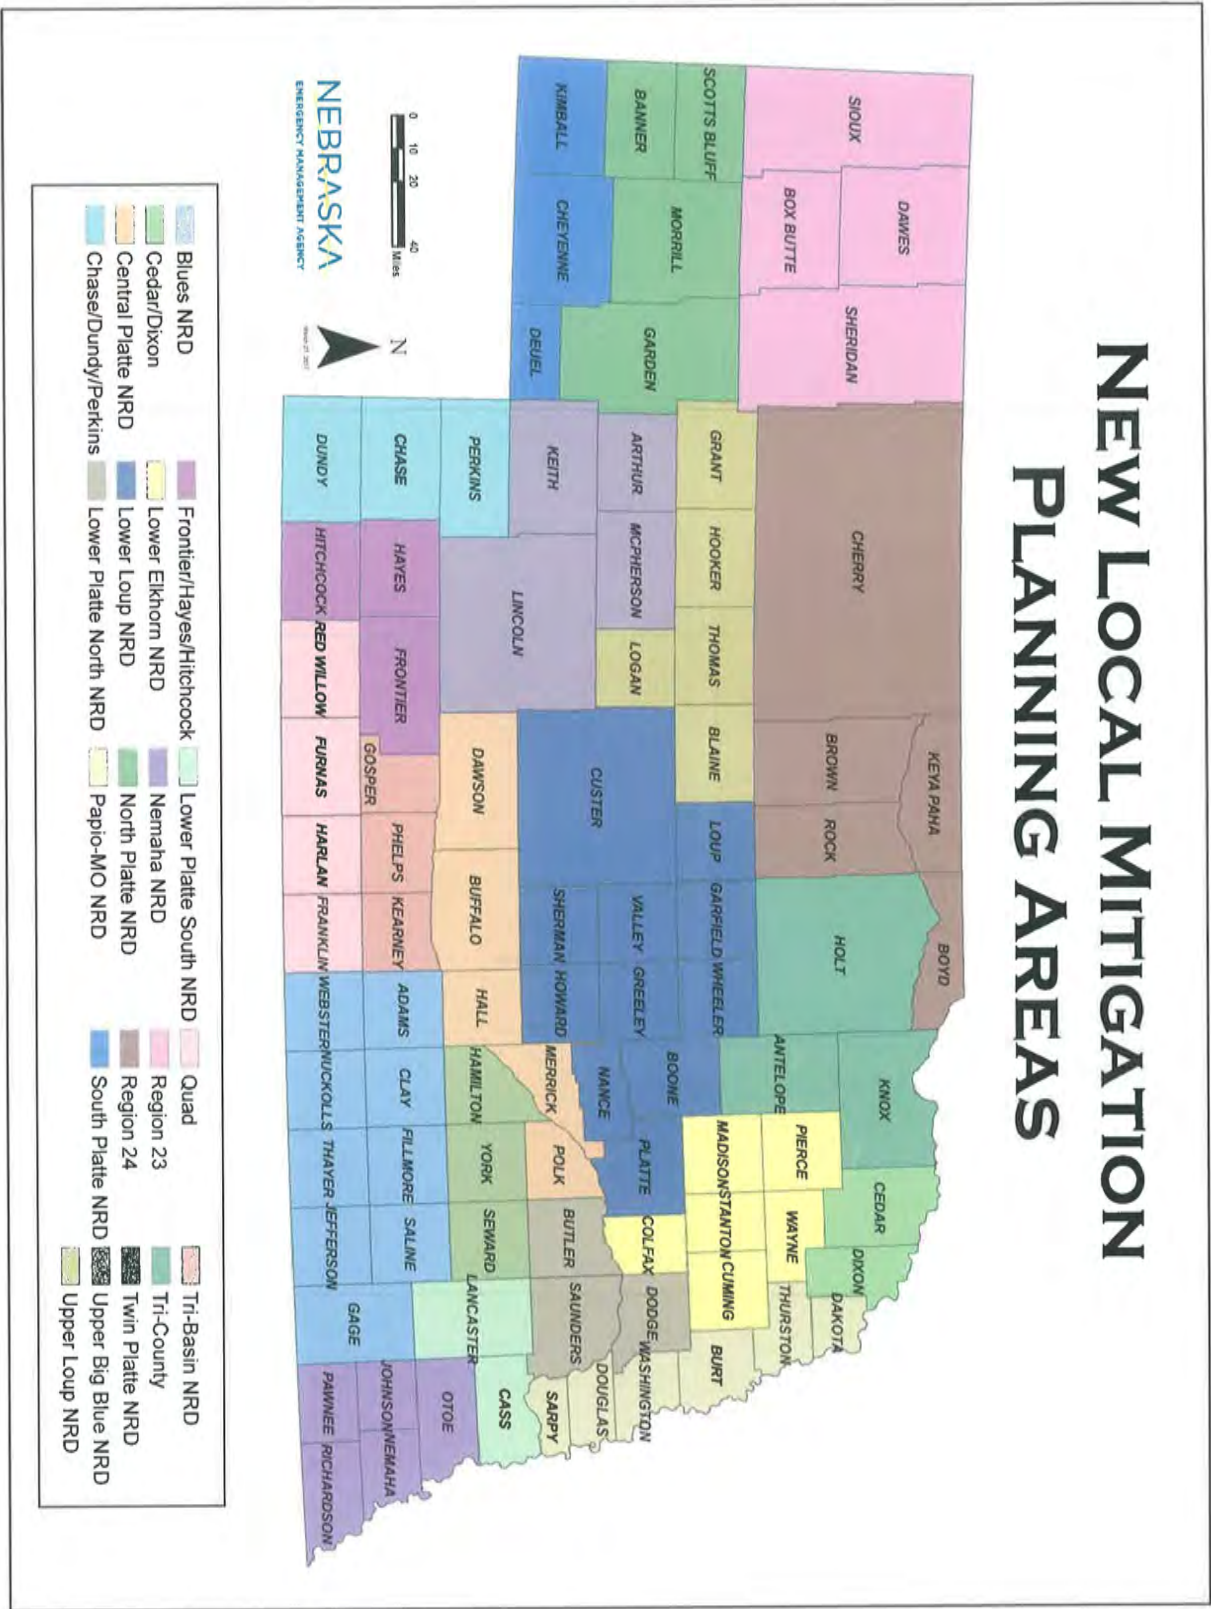 NEW LOCAL MITIGATION
PLANNING AREAS
SIOUX
DAWES
BOX BUTTE
SHERIDAN
SCOTTS BLUFF
BANNER
MORRILL
GARDEN
KIMBALL
CHEYENNE
DEUEL
CHERRY
KEYA PAHA
BROWN
ROCK
BOYD
HOLT
KNOX
ANTELOPE
CEDAR
DIXON
DAKOTA
PIERCE
WAYNE
THURSTON
GRANT
HOOKER
THOMAS
BLAINE
LOUP
GARFIELD
WHEELER
MADISON
STANTON
CUMING
BURT
ARTHUR
MCPHERSON
LOGAN
CUSTER
VALLEY
GREELEY
BOONE
NANCE
PLATTE
COLFAX
DODGE
WASHINGTON
KEITH
LINCOLN
SHERMAN
HOWARD
MERRICK
POLK
BUTLER
SAUNDERS
DOUGLAS
SARPY
PERKINS
DAWSON
BUFFALO
HALL
HAMILTON
YORK
SEWARD
LANCASTER
CASS
OTOE
CHASE
HAYES
FRONTIER
GOSPER
PHELPS
KEARNEY
ADAMS
CLAY
FILLMORE
SALINE
GAGE
JOHNSON
NEMAHA
DUNDY
HITCHCOCK
RED WILLOW
FURNAS
HARLAN
FRANKLIN
WEBSTER
NUCKOLLS
THAYER
JEFFERSON
PAWNEE
RICHARDSON
0 10 20 40
Miles
N
NEBRASKA
EMERGENCY MANAGEMENT AGENCY
Blues NRD
Cedar/Dixon
Central Platte NRD
Chase/Dundy/Perkins
Frontier/Hayes/Hitchcock
Lower Elkhorn NRD
Lower Loup NRD
Lower Platte North NRD
Lower Platte South NRD
Nemaha NRD
North Platte NRD
Papio-MO NRD
Quad
Region 23
Region 24
South Platte NRD
Tri-Basin NRD
Tri-County
Twin Platte NRD
Upper Big Blue NRD
Upper Loup NRD